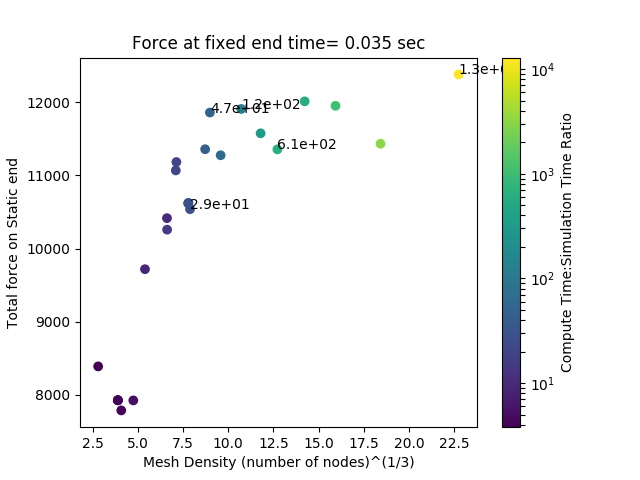 Force at fixed end time= 0.035 sec
Total force on Static end
12000
11000
10000
9000
8000
4.7e+01
1.2e+02
6.1e+02
2.9e+01
2.5
5.0
7.5
10.0
12.5
15.0
17.5
20.0
22.5
Mesh Density (number of nodes)^(1/3)
10^4
10^3
10^2
10^1
Compute Time:Simulation Time Ratio